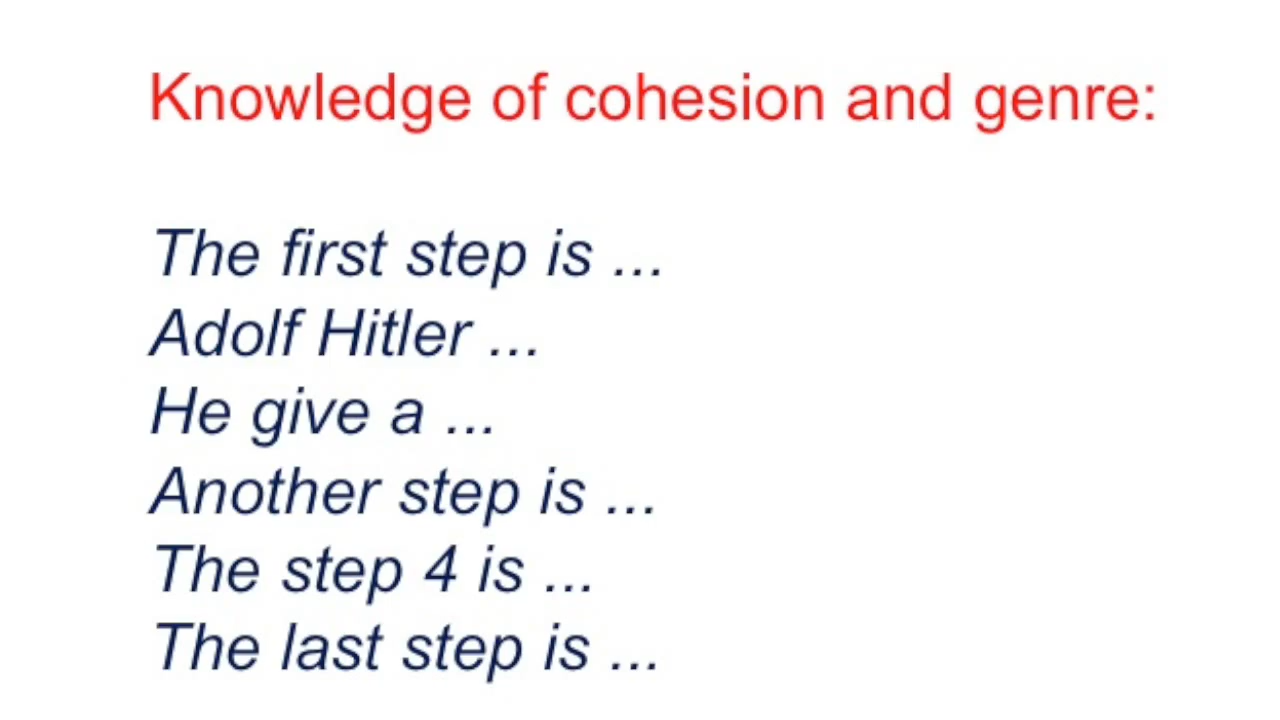 Knowledge of cohesion and genre:
The first step is ...
Adolf Hitler ...
He give a ...
Another step is ...
The step 4 is ...
The last step is ...